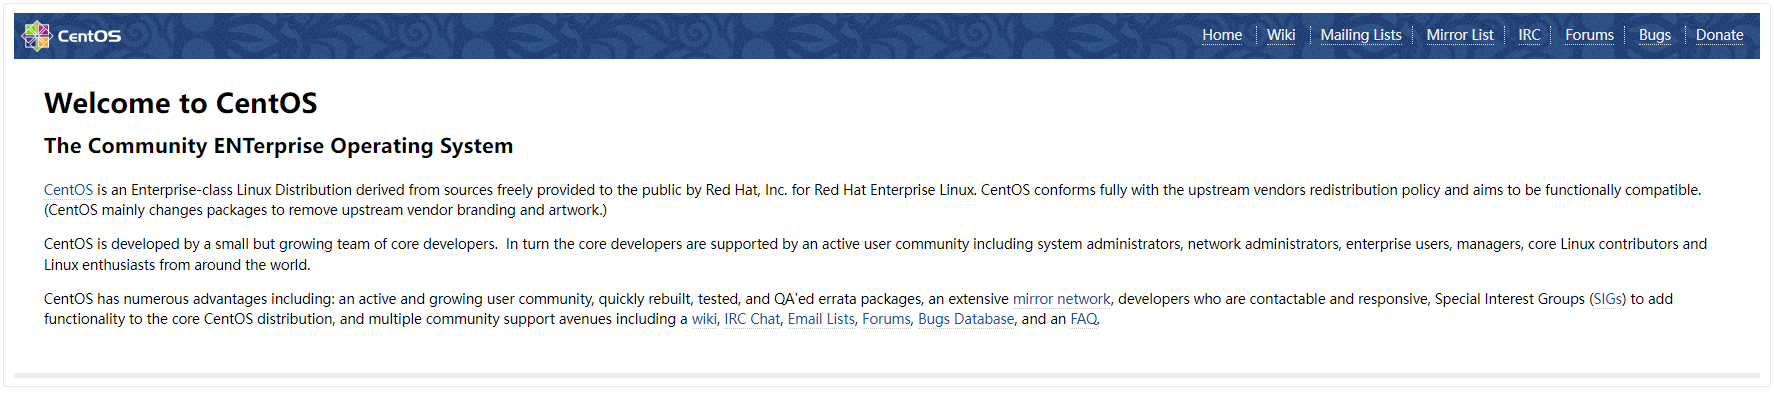 CentOS
Home Wiki Mailing Lists Mirror List IRC Forums Bugs Donate
Welcome to CentOS
The Community ENTerprise Operating System
CentOS is an Enterprise-class Linux Distribution derived from sources freely provided to the public by Red Hat, Inc. for Red Hat Enterprise Linux. CentOS conforms fully with the upstream vendors redistribution policy and aims to be functionally compatible.
(CentOS mainly changes packages to remove upstream vendor branding and artwork.)
CentOS is developed by a small but growing team of core developers.  In turn the core developers are supported by an active user community including system administrators, network administrators, enterprise users, managers, core Linux contributors and
Linux enthusiasts from around the world.
CentOS has numerous advantages including: an active and growing user community, quickly rebuilt, tested, and QA'ed errata packages, an extensive mirror network, developers who are contactable and responsive, Special Interest Groups (SIGs) to add
functionality to the core CentOS distribution, and multiple community support avenues including a wiki, IRC Chat, Email Lists, Forums, Bugs Database, and an FAQ.